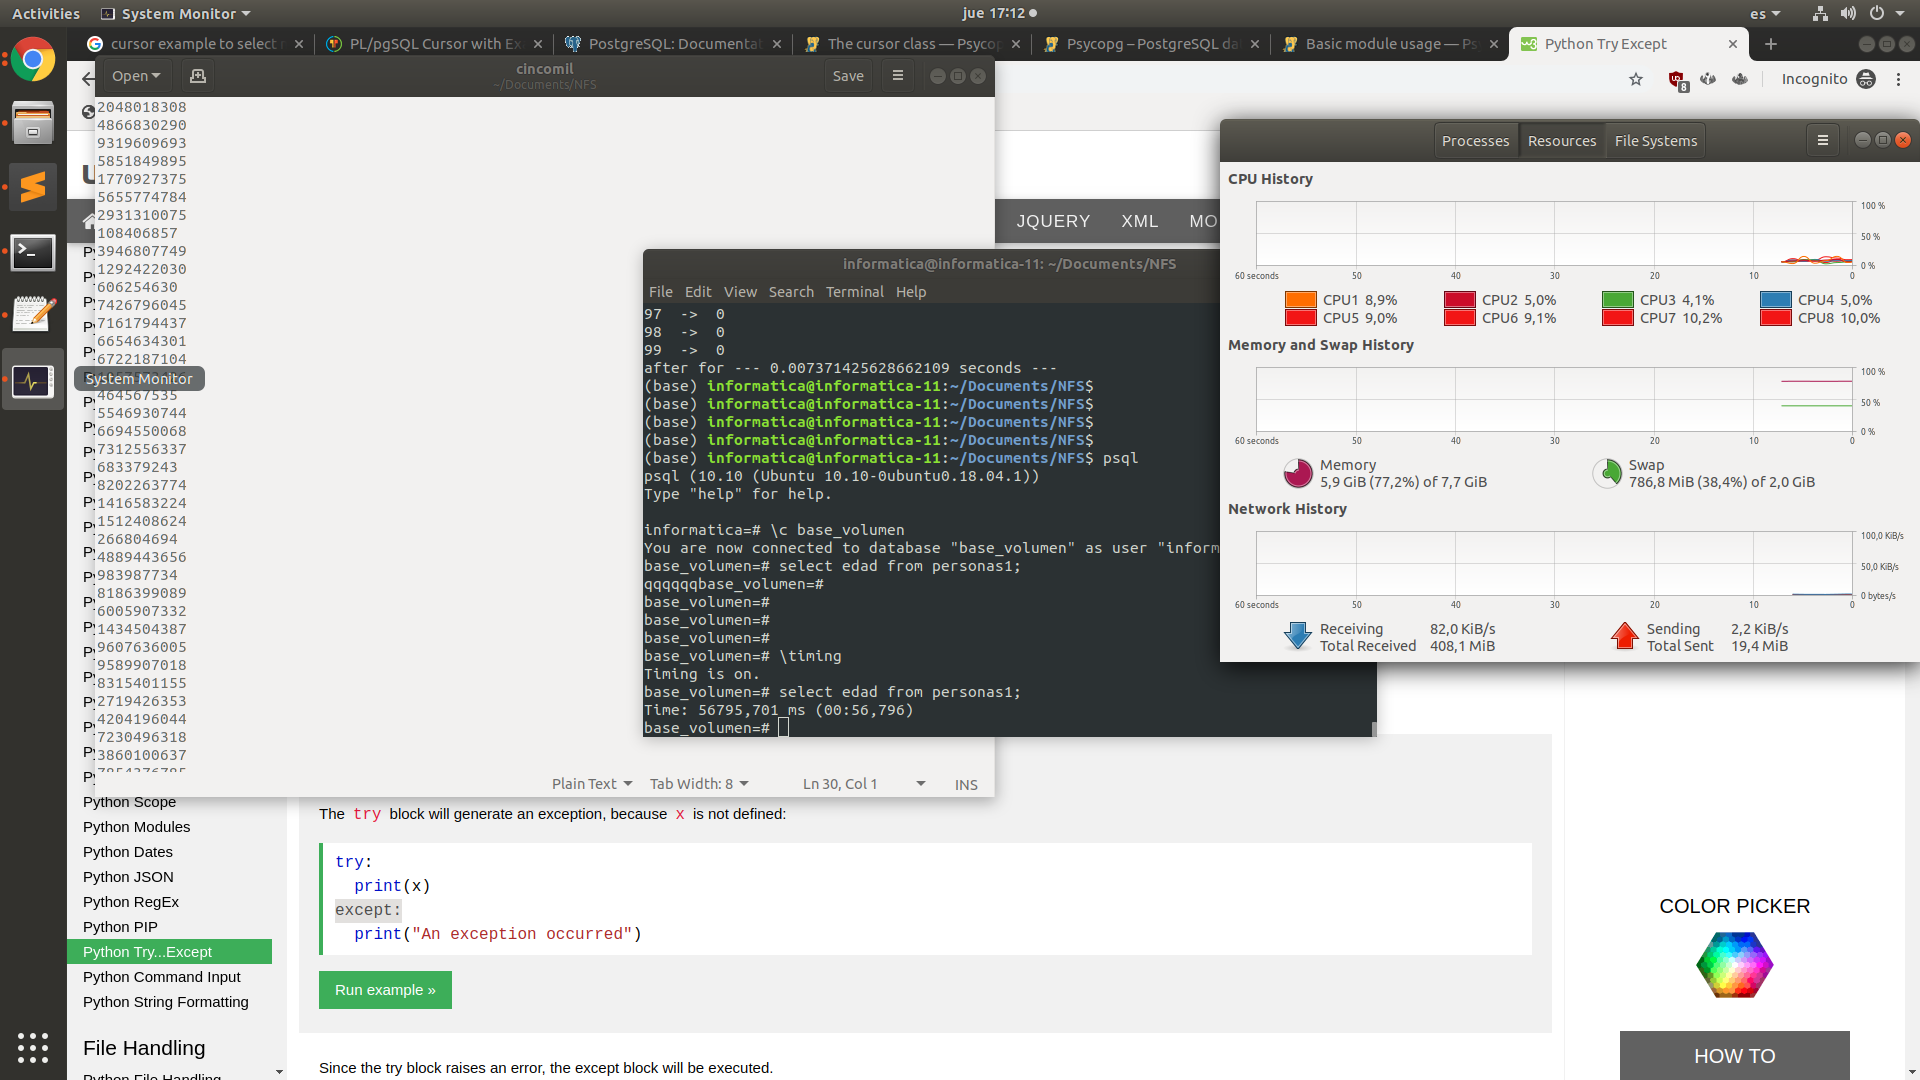 Activities
System Monitor
jue 17:12
es
cursor example to select
PL/pgSQL Cursor with Ex
PostgreSQL: Documenta
The cursor class — Psyco
Psycopg – PostgreSQL da
Basic module usage — Ps
Python Try Except
Incognito
8
Open
cincomil
~/Documents/NFS
Save
2048018308
4866830290
9319609693
5851849895
1770927375
5655774784
2931310075
108406857
3946807749
1292422030
606254630
7426796045
7161794437
6654634301
6722187104
System Monitor
464567535
5546930744
6694550068
7312556337
683379243
8202263774
1416583224
1512408624
266804694
4889443656
983987734
8186399089
6005907332
1434504387
9607636005
9589907018
8315401155
2719426353
4204196044
7230496318
3860100637
Plain Text
Tab Width: 8
Ln 30, Col 1
INS
JQUERY
XML
MO
informatica@informatica-11: ~/Documents/NFS
File Edit View Search Terminal Help
97 -> 0
98 -> 0
99 -> 0
after for --- 0.007371425628662109 seconds ---
(base) informatica@informatica-11:~/Documents/NFS$
(base) informatica@informatica-11:~/Documents/NFS$
(base) informatica@informatica-11:~/Documents/NFS$
(base) informatica@informatica-11:~/Documents/NFS$
(base) informatica@informatica-11:~/Documents/NFS$ psql
psql (10.10 (Ubuntu 10.10-0ubuntu0.18.04.1))
Type "help" for help.
informatica=# \c base_volumen
You are now connected to database "base_volumen" as user "inform
base_volumen=# select edad from personas1;
qqqqqqbase_volumen=#
base_volumen=#
base_volumen=#
base_volumen=#
base_volumen=# \timing
Timing is on.
base_volumen=# select edad from personas1;
Time: 56795,701 ms (00:56,796)
base_volumen=#
Processes
Resources
File Systems
CPU History
100 %
50 %
0 %
60 seconds 50 40 30 20 10 0
CPU1 8,9% CPU2 5,0% CPU3 4,1% CPU4 5,0%
CPU5 9,0% CPU6 9,1% CPU7 10,2% CPU8 10,0%
Memory and Swap History
100 %
50 %
0 %
60 seconds 50 40 30 20 10 0
Memory
5,9 GiB (77,2%) of 7,7 GiB
Swap
786,8 MiB (38,4%) of 2,0 GiB
Network History
100,0 KiB/s
50,0 KiB/s
0 bytes/s
60 seconds 50 40 30 20 10 0
Receiving 82,0 KiB/s
Total Received 408,1 MiB
Sending 2,2 KiB/s
Total Sent 19,4 MiB
Python Scope
Python Modules
Python Dates
Python JSON
Python RegEx
Python PIP
Python Try...Except
Python Command Input
Python String Formatting
File Handling
Python File Handling
The try block will generate an exception, because x is not defined:
try:
print(x)
except:
print("An exception occurred")
Run example »
Since the try block raises an error, the except block will be executed.
COLOR PICKER
HOW TO